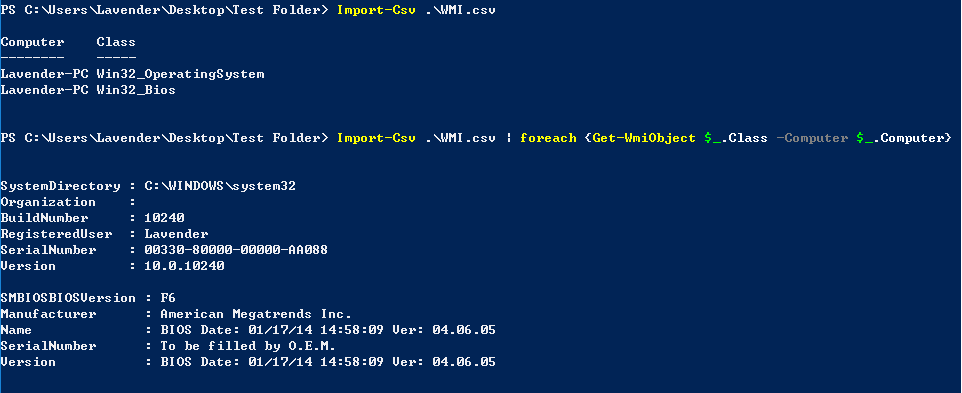 PS C:\Users\Lavender\Desktop\Test Folder> Import-Csv .\WMI.csv
Computer    Class
--------    -----
Lavender-PC Win32_OperatingSystem
Lavender-PC Win32_Bios
PS C:\Users\Lavender\Desktop\Test Folder> Import-Csv .\WMI.csv | foreach {Get-WmiObject $_.Class -Computer $_.Computer}
SystemDirectory : C:\WINDOWS\system32
Organization    :
BuildNumber     : 10240
RegisteredUser  : Lavender
SerialNumber    : 00330-80000-00000-AA088
Version         : 10.0.10240
SMBIOSBIOSVersion : F6
Manufacturer      : American Megatrends Inc.
Name              : BIOS Date: 01/17/14 14:58:09 Ver: 04.06.05
SerialNumber      : To be filled by O.E.M.
Version           : BIOS Date: 01/17/14 14:58:09 Ver: 04.06.05